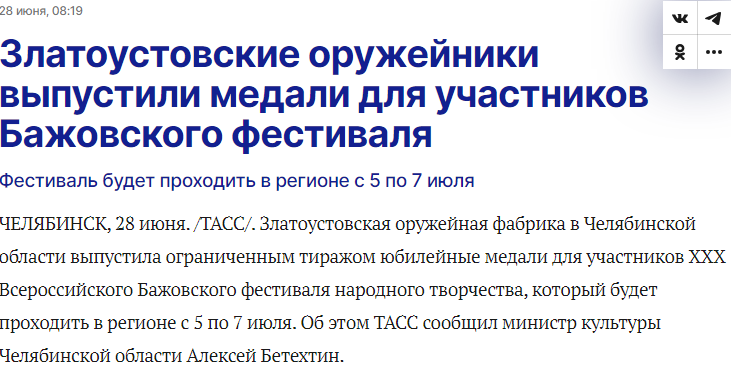 28 июня, 08:19
Златоустовские оружейники
выпустили медали для участников
Бажовского фестиваля
Фестиваль будет проходить в регионе с 5 по 7 июля
ЧЕЛЯБИНСК, 28 июня. /ТАСС/. Златоустовская оружейная фабрика в Челябинской
области выпустила ограниченным тиражом юбилейные медали для участников XXX
Всероссийского Бажовского фестиваля народного творчества, который будет
проходить в регионе с 5 по 7 июля. Об этом ТАСС сообщил министр культуры
Челябинской области Алексей Бетехтин.